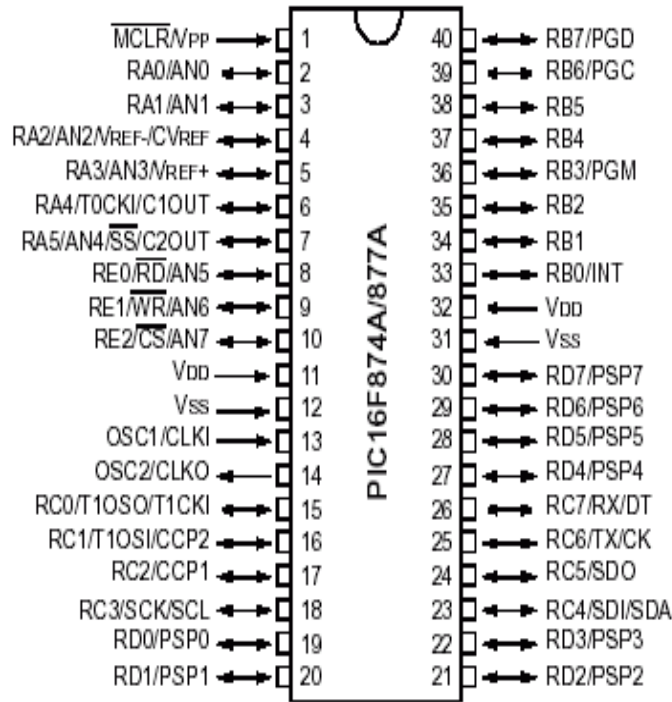 MCLR/VPP 1 40 RB7/PGD
RA0/AN0 2 39 RB6/PGC
RA1/AN1 3 38 RB5
RA2/AN2/VREF-/CVREF 4 37 RB4
RA3/AN3/VREF+ 5 36 RB3/PGM
RA4/T0CKI/C1OUT 6 35 RB2
RA5/AN4/SS/C2OUT 7 34 RB1
RE0/RD/AN5 8 33 RB0/INT
RE1/WR/AN6 9 32 VDD
RE2/CS/AN7 10 31 VSS
VDD 11 30 RD7/PSP7
VSS 12 29 RD6/PSP6
OSC1/CLKI 13 28 RD5/PSP5
OSC2/CLKO 14 27 RD4/PSP4
RC0/T1OSO/T1CKI 15 26 RC7/RX/DT
RC1/T1OSI/CCP2 16 25 RC6/TX/CK
RC2/CCP1 17 24 RC5/SDO
RC3/SCK/SCL 18 23 RC4/SDI/SDA
RD0/PSP0 19 22 RD3/PSP3
RD1/PSP1 20 21 RD2/PSP2
PIC16F874A/877A